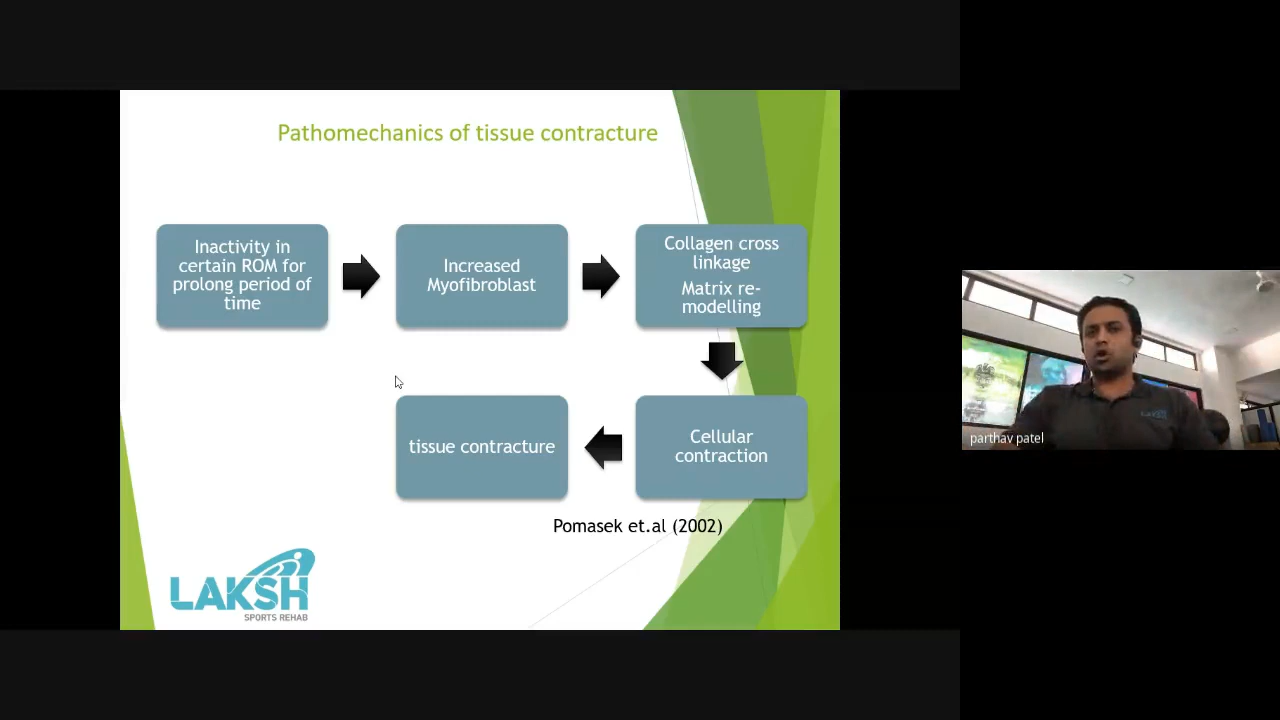 Pathomechanics of tissue contracture
Inactivity in
certain ROM for
prolong period of
time
Increased
Myofibroblast
Collagen cross
linkage
Matrix re-
modelling
Cellular
contraction
tissue contracture
Pomasek et.al (2002)
LAKSH
SPORTS REHAB
parthav patel